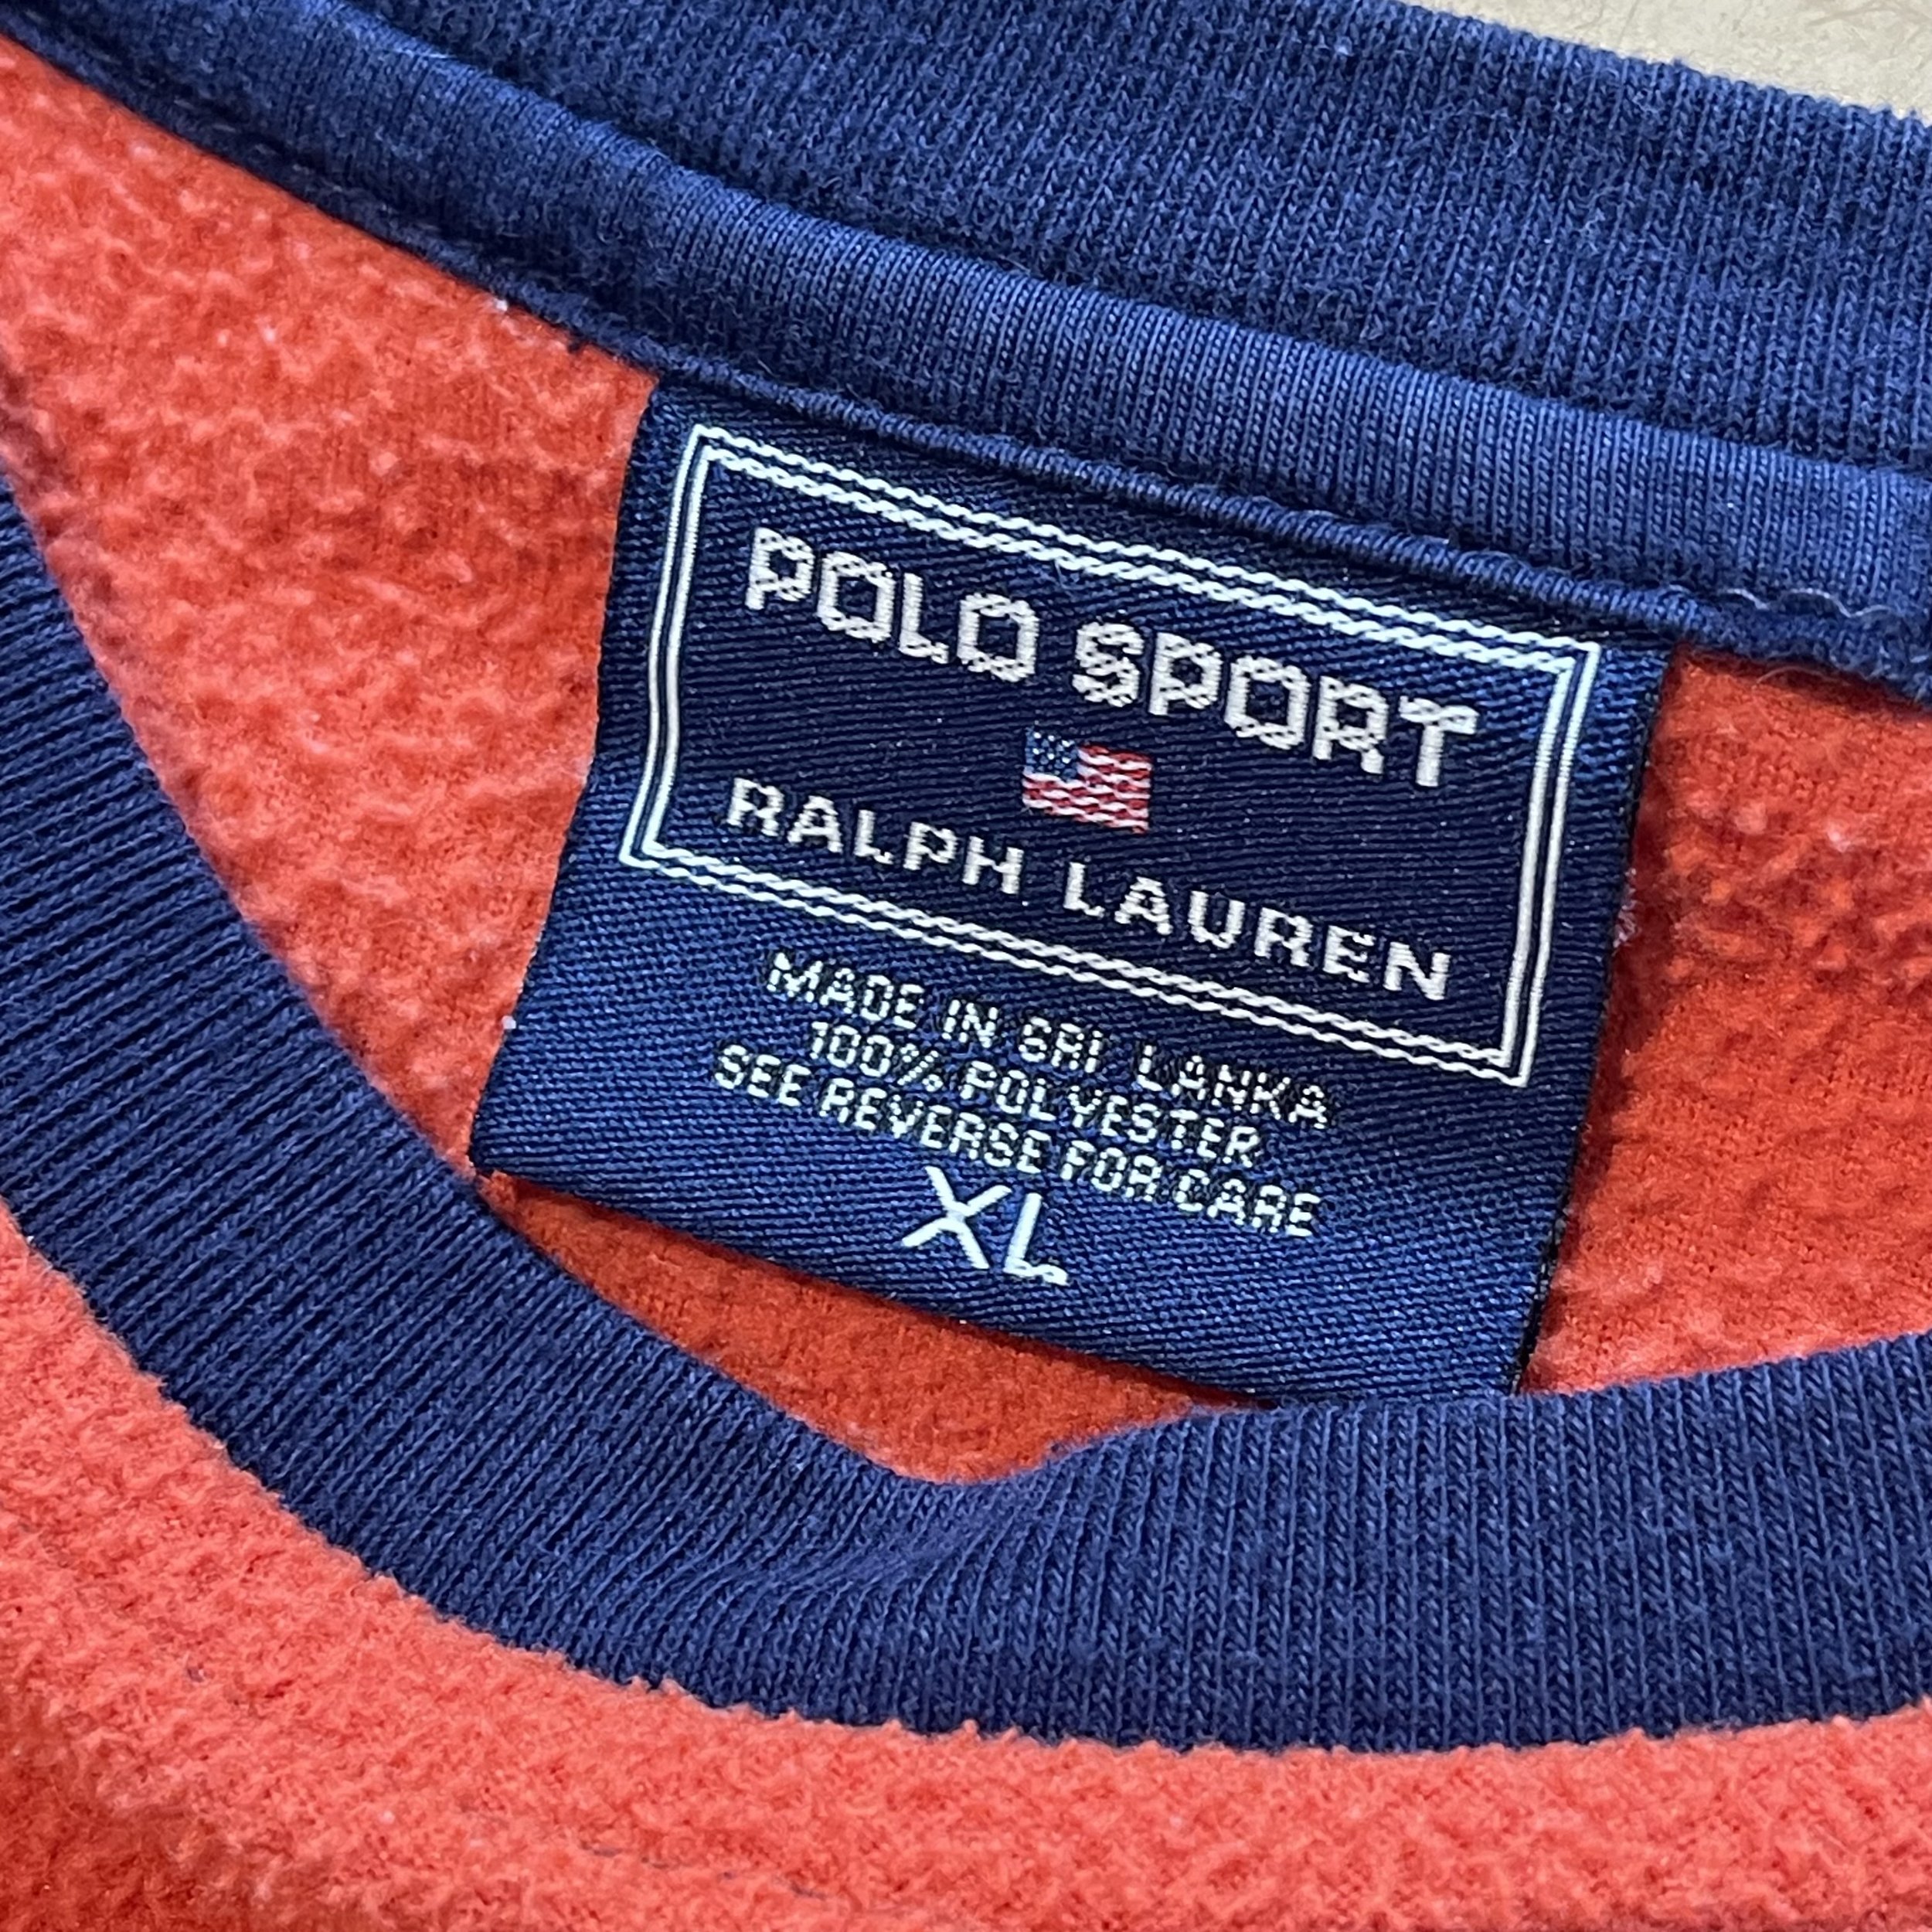 POLO SPORT
RALPH LAUREN
MADE IN SRI LANKA
100% POLYESTER
SEE REVERSE FOR CARE
XL